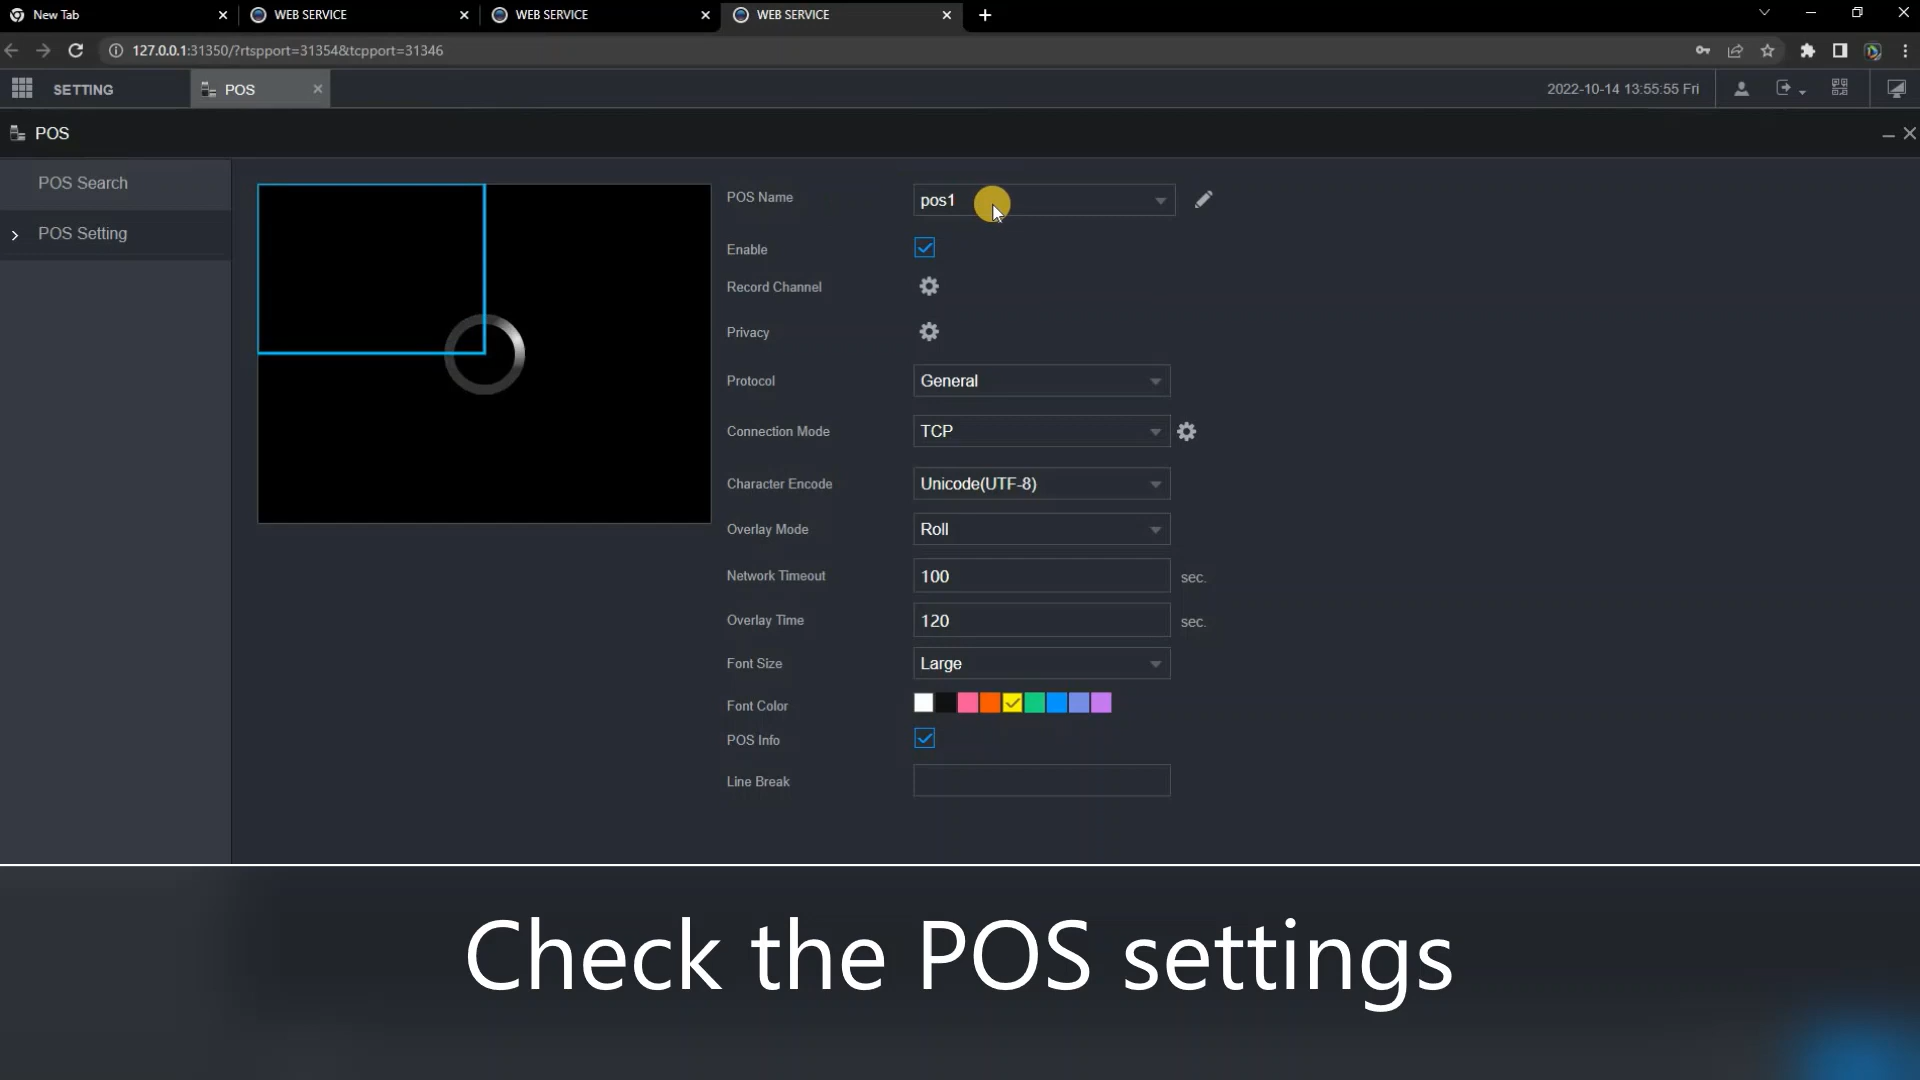 New Tab
WEB SERVICE
WEB SERVICE
WEB SERVICE
127.0.0.1:31350/?rtspport=31354&tcpport=31346
SETTING
POS
2022-10-14 13:55:55 Fri
POS
POS Search
POS Setting
POS Name
pos1
Enable
Record Channel
Privacy
Protocol
General
Connection Mode
TCP
Character Encode
Unicode(UTF-8)
Overlay Mode
Roll
Network Timeout
100
sec.
Overlay Time
120
sec.
Font Size
Large
Font Color
POS Info
Line Break
Check the POS settings